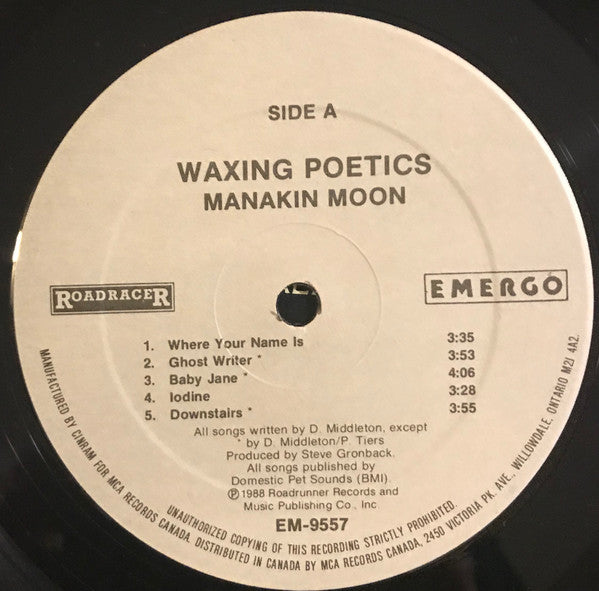 SIDE A
WAXING POETICS
MANAKIN MOON
ROADRACER
EMERGO
1. Where Your Name Is 3:35
2. Ghost Writer * 3:53
3. Baby Jane * 4:06
4. Iodine 3:28
5. Downstairs * 3:55
All songs written by D. Middleton, except
* by D. Middleton/P. Tiers
Produced by Steve Gronback.
All songs published by
Domestic Pet Sounds (BMI).
℗1988 Roadrunner Records and
Music Publishing Co., Inc.
EM-9557
UNAUTHORIZED COPYING OF THIS RECORDING STRICTLY PROHIBITED.
MANUFACTURED BY CINRAM FOR MCA RECORDS CANADA. DISTRIBUTED IN CANADA BY MCA RECORDS CANADA, 2450 VICTORIA PK. AVE., WILLOWDALE, ONTARIO M2J 4A2.